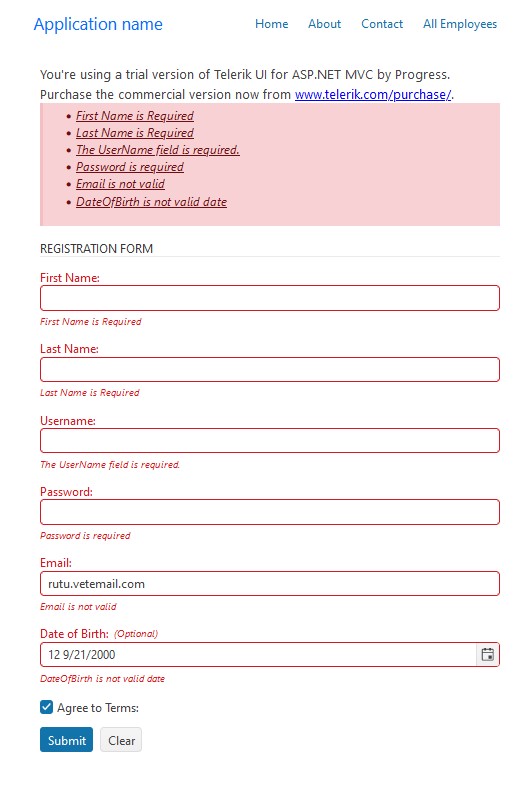 Application name
Home About Contact All Employees
You're using a trial version of Telerik UI for ASP.NET MVC by Progress.
Purchase the commercial version now from www.telerik.com/purchase/.
• First Name is Required
• Last Name is Required
• The UserName field is required.
• Password is required
• Email is not valid
• DateOfBirth is not valid date
REGISTRATION FORM
First Name:
First Name is Required
Last Name:
Last Name is Required
Username:
The UserName field is required.
Password:
Password is required
Email:
rutu.vetemail.com
Email is not valid
Date of Birth: (Optional)
12 9/21/2000
DateOfBirth is not valid date
Agree to Terms:
Submit Clear